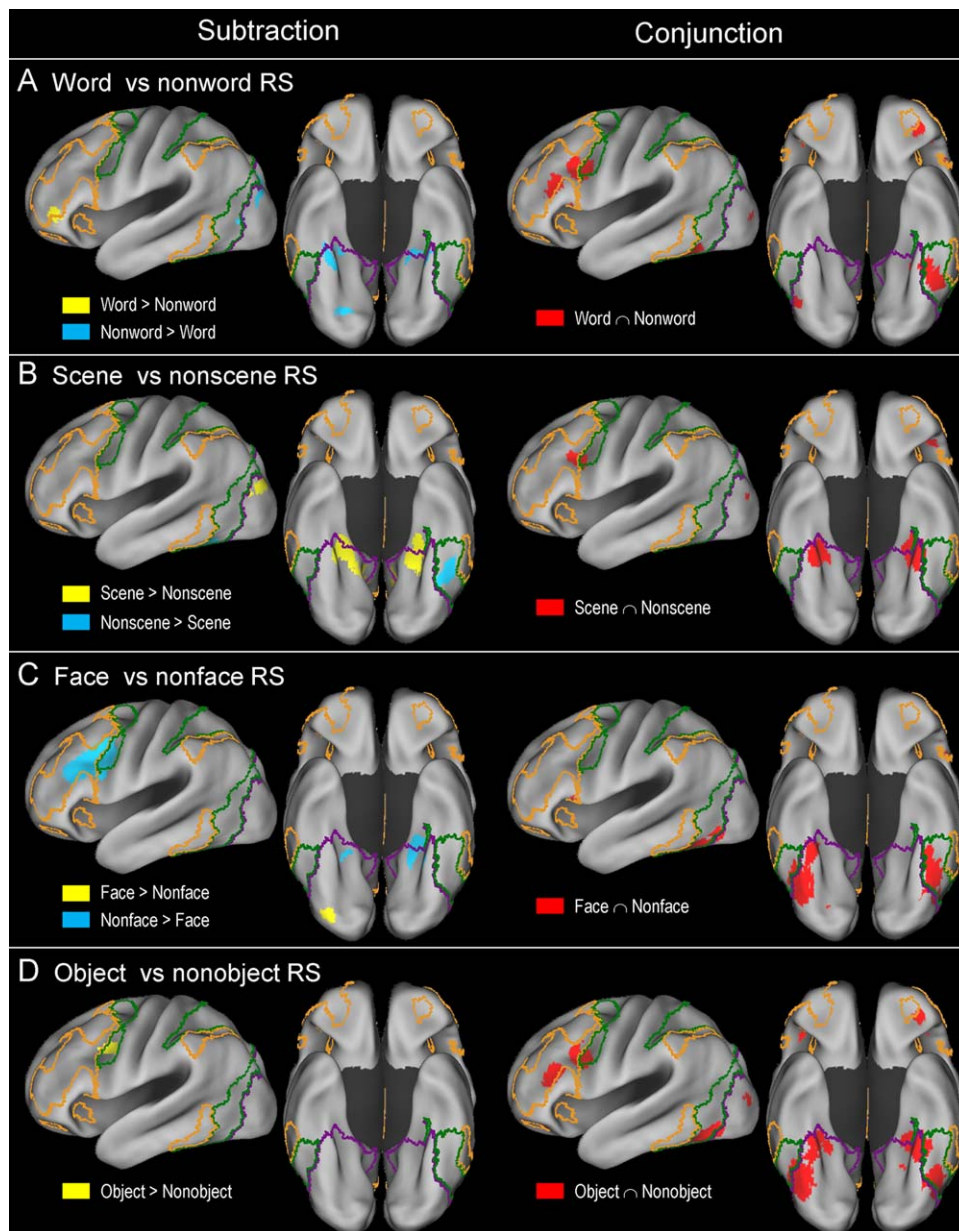 Subtraction
Conjunction
A Word vs nonword RS
Word > Nonword
Nonword > Word
Word ∩ Nonword
B Scene vs nonscene RS
Scene > Nonscene
Nonscene > Scene
Scene ∩ Nonscene
C Face vs nonface RS
Face > Nonface
Nonface > Face
Face ∩ Nonface
D Object vs nonobject RS
Object > Nonobject
Object ∩ Nonobject